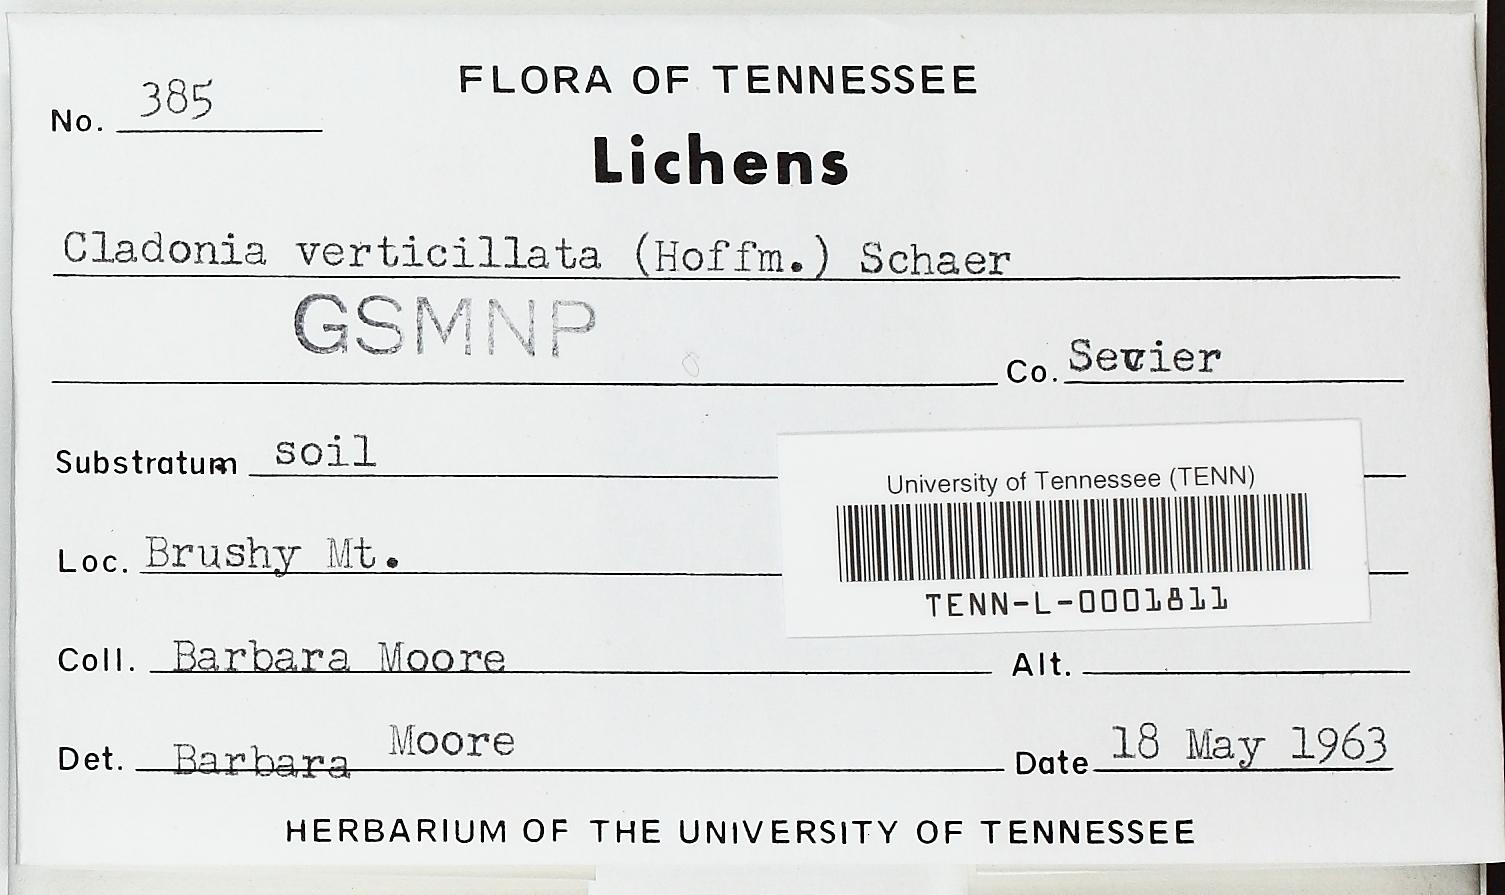 FLORA OF TENNESSEE
No. 385
Lichens
Cladonia verticillata (Hoffm.) Schaer
GSMNP
Co. Sevier
Substratum soil
University of Tennessee (TENN)
TENN-L-0001811
Loc. Brushy Mt.
Coll. Barbara Moore Alt.
Det. Barbara Moore Date 18 May 1963
HERBARIUM OF THE UNIVERSITY OF TENNESSEE